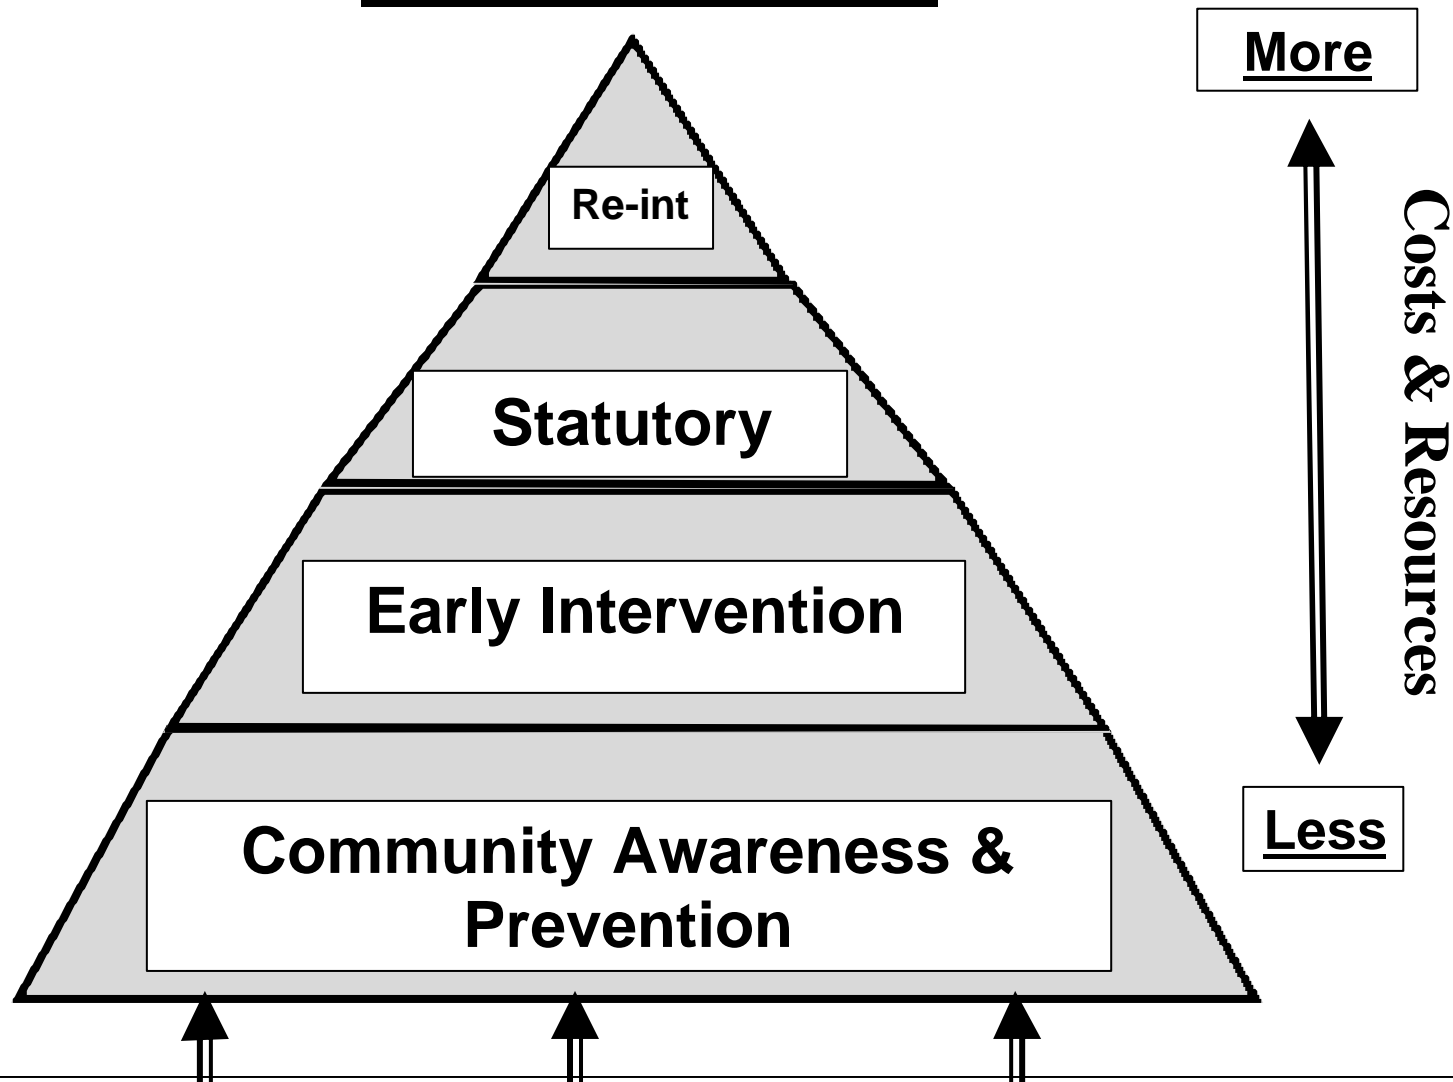 More
Re-int
Statutory
Early Intervention
Community Awareness &
Prevention
Costs & Resources
Less